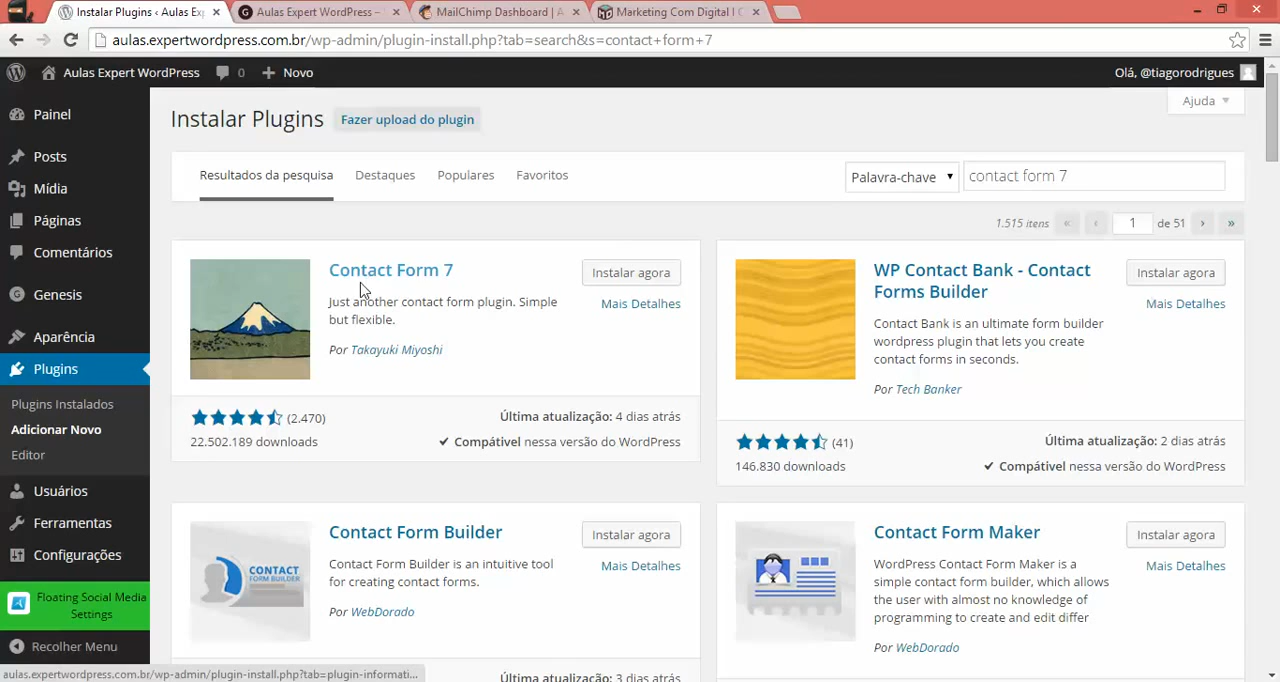 Instalar Plugins ‹ Aulas Ex
Aulas Expert WordPress –
MailChimp Dashboard | A
Marketing Com Digital | C
aulas.expertwordpress.com.br/wp-admin/plugin-install.php?tab=search&s=contact+form+7
Aulas Expert WordPress
0
Novo
Olá, @tiagorodrigues
Painel
Posts
Mídia
Páginas
Comentários
Genesis
Aparência
Plugins
Plugins Instalados
Adicionar Novo
Editor
Usuários
Ferramentas
Configurações
Floating Social Media
Settings
Recolher Menu
Instalar Plugins
Fazer upload do plugin
Ajuda
Resultados da pesquisa
Destaques
Populares
Favoritos
Palavra-chave
contact form 7
1.515 itens « ‹ 1 de 51 › »
Contact Form 7
Instalar agora
Mais Detalhes
Just another contact form plugin. Simple
but flexible.
Por Takayuki Miyoshi
(2.470)
22.502.189 downloads
Última atualização: 4 dias atrás
Compatível nessa versão do WordPress
WP Contact Bank - Contact
Forms Builder
Instalar agora
Mais Detalhes
Contact Bank is an ultimate form builder
wordpress plugin that lets you create
contact forms in seconds.
Por Tech Banker
(41)
146.830 downloads
Última atualização: 2 dias atrás
Compatível nessa versão do WordPress
CONTACT
FORM BUILDER
Contact Form Builder
Instalar agora
Mais Detalhes
Contact Form Builder is an intuitive tool
for creating contact forms.
Por WebDorado
Última atualização: 3 dias atrás
Contact Form Maker
Instalar agora
Mais Detalhes
WordPress Contact Form Maker is a
simple contact form builder, which allows
the user with almost no knowledge of
programming to create and edit differ
Por WebDorado
aulas.expertwordpress.com.br/wp-admin/plugin-install.php?tab=plugin-informati...